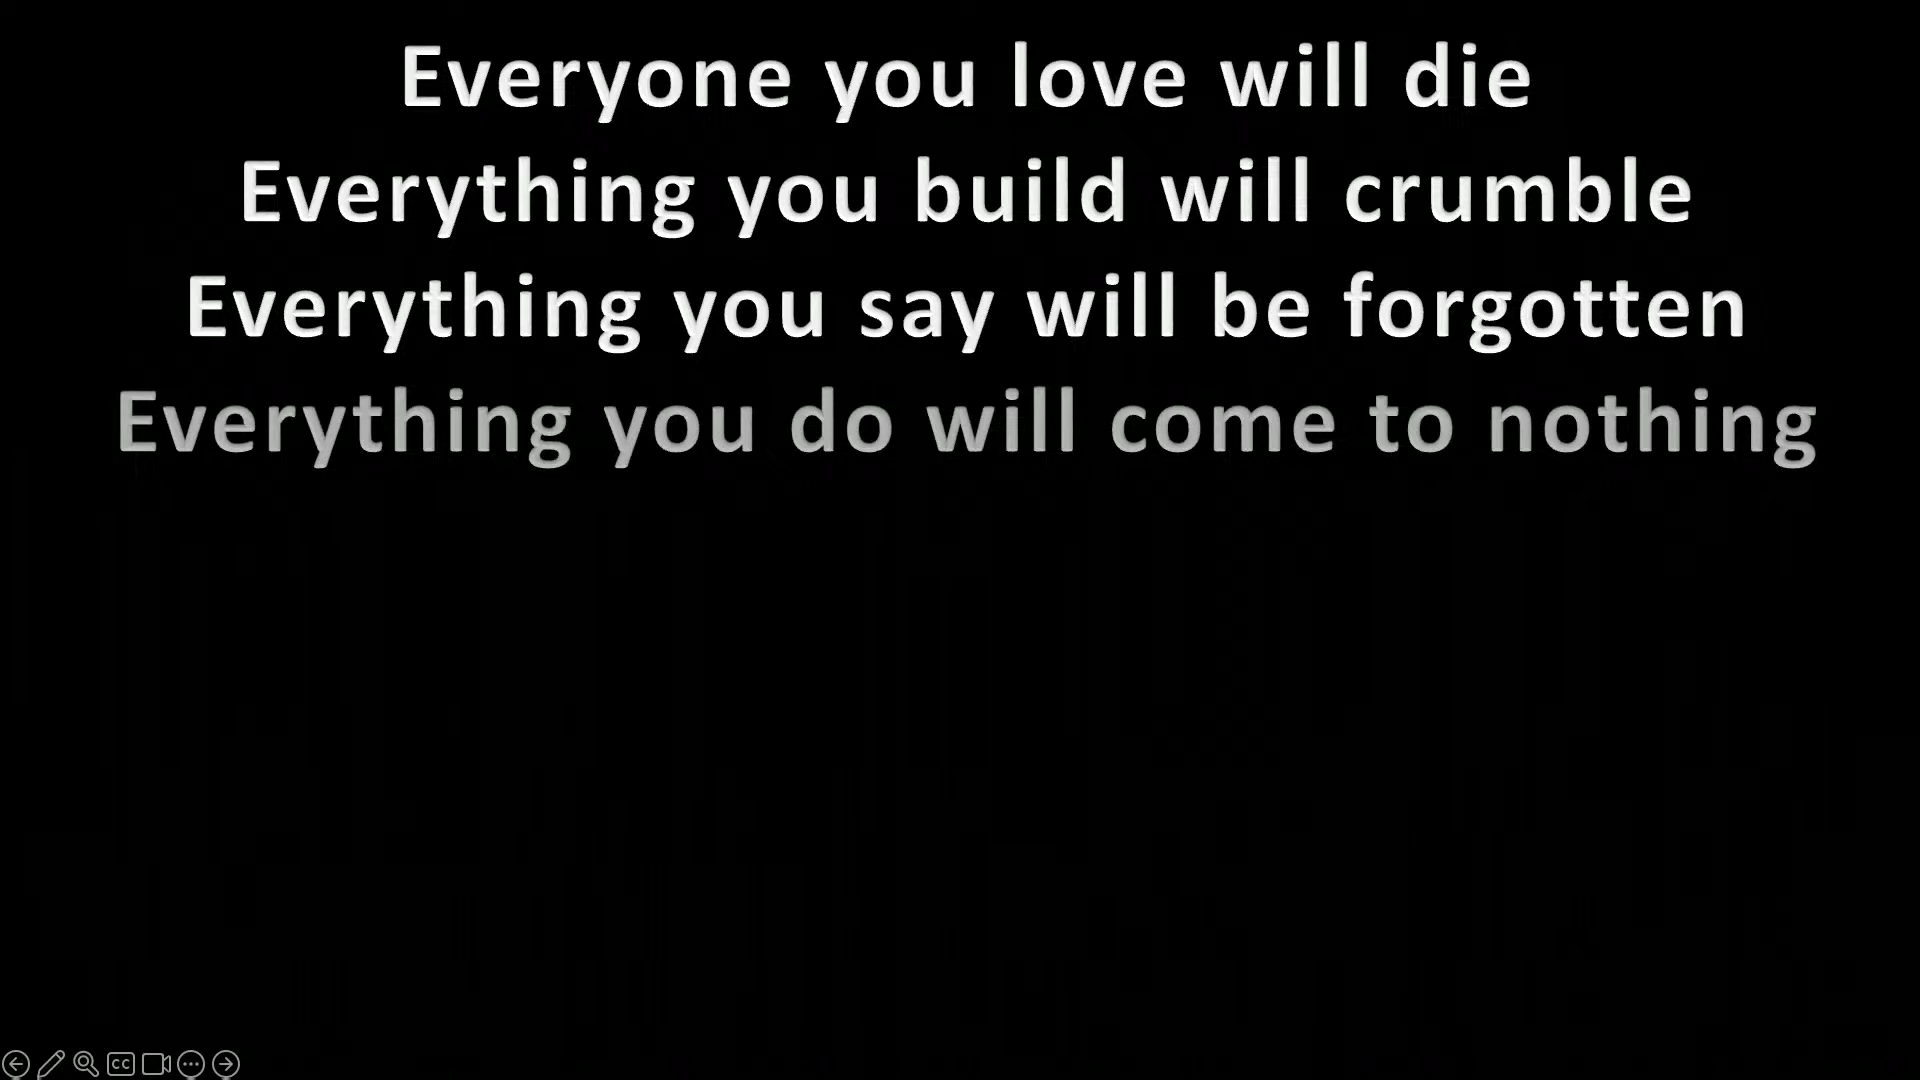 Everyone you love will die
Everything you build will crumble
Everything you say will be forgotten
Everything you do will come to nothing
CC